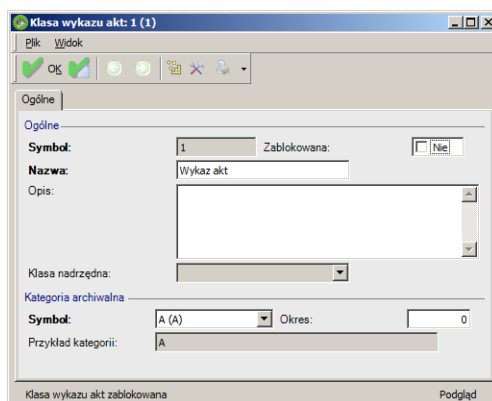 Klasa wykazu akt: 1 (1)
Plik Widok
OK
Ogólne
Ogólne
Symbol: 1 Zablokowana: Nie
Nazwa: Wykaz akt
Opis:
Klasa nadrzędna:
Kategoria archiwalna
Symbol: A (A) Okres: 0
Przykład kategorii: A
Klasa wykazu akt zablokowana Podgląd